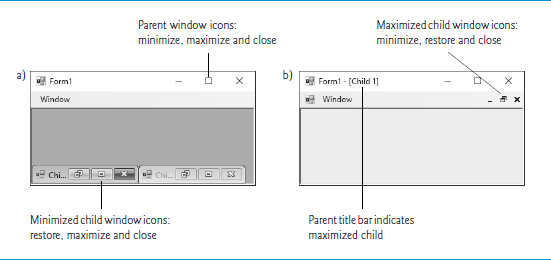 Parent window icons:
minimize, maximize and close
Maximized child window icons:
minimize, restore and close
a)
Form1
Window
Chi...
Chi...
b)
Form1 - [Child 1]
Window
Minimized child window icons:
restore, maximize and close
Parent title bar indicates
maximized child